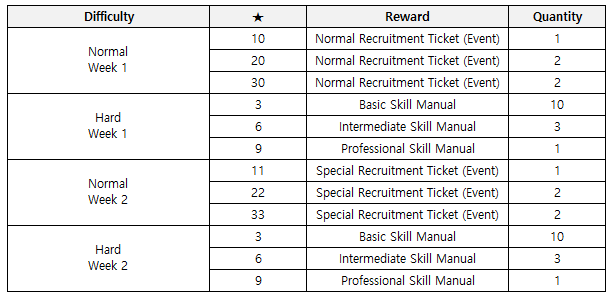 Difficulty ★ Reward Quantity
Normal
Week 1
10 Normal Recruitment Ticket (Event) 1
20 Normal Recruitment Ticket (Event) 2
30 Normal Recruitment Ticket (Event) 2
Hard
Week 1
3 Basic Skill Manual 10
6 Intermediate Skill Manual 3
9 Professional Skill Manual 1
Normal
Week 2
11 Special Recruitment Ticket (Event) 1
22 Special Recruitment Ticket (Event) 2
33 Special Recruitment Ticket (Event) 2
Hard
Week 2
3 Basic Skill Manual 10
6 Intermediate Skill Manual 3
9 Professional Skill Manual 1